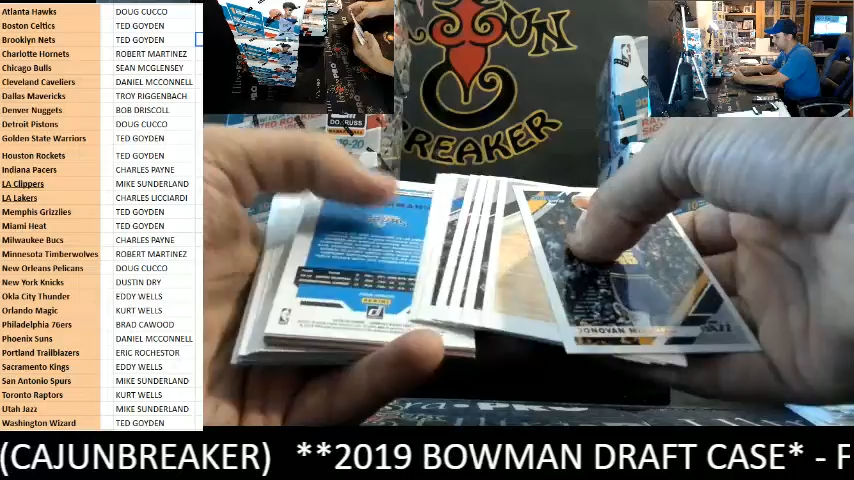 Atlanta Hawks DOUG CUCCO
Boston Celtics TED GOYDEN
Brooklyn Nets TED GOYDEN
Charlotte Hornets ROBERT MARTINEZ
Chicago Bulls SEAN MCGLENSEY
Cleveland Caveliers DANIEL MCCONNELL
Dallas Mavericks TROY RIGGENBACH
Denver Nuggets BOB DRISCOLL
Detroit Pistons DOUG CUCCO
Golden State Warriors TED GOYDEN
Houston Rockets TED GOYDEN
Indiana Pacers CHARLES PAYNE
LA Clippers MIKE SUNDERLAND
LA Lakers CHARLES LICCIARDI
Memphis Grizzlies TED GOYDEN
Miami Heat TED GOYDEN
Milwaukee Bucs CHARLES PAYNE
Minnesota Timberwolves ROBERT MARTINEZ
New Orleans Pelicans DOUG CUCCO
New York Knicks DUSTIN DRY
Okla City Thunder EDDY WELLS
Orlando Magic KURT WELLS
Philadelphia 76ers BRAD CAWOOD
Phoenix Suns DANIEL MCCONNELL
Portland Trailblazers ERIC ROCHESTOR
Sacramento Kings EDDY WELLS
San Antonio Spurs MIKE SUNDERLAND
Toronto Raptors KURT WELLS
Utah Jazz MIKE SUNDERLAND
Washington Wizard TED GOYDEN
UN
BREAKER
19-20
PANINI
DONOVAN
(CAJUNBREAKER) **2019 BOWMAN DRAFT CASE* - F